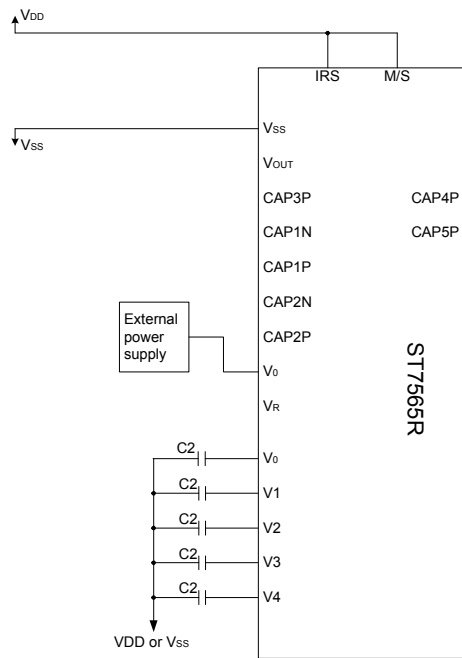 VDD
IRS M/S
VSS
VSS
VOUT
CAP3P CAP4P
CAP1N CAP5P
CAP1P
CAP2N
External
power
supply
CAP2P
V0
ST7565R
VR
C2 V0
C2 V1
C2 V2
C2 V3
C2 V4
VDD or VSS